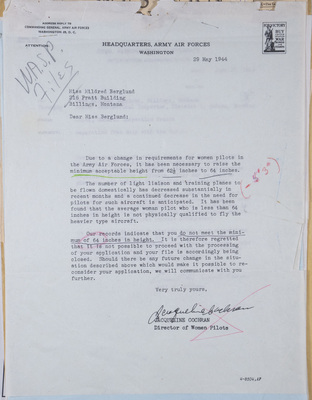 ADDRESS REPLY TO
COMMANDING GENERAL, ARMY AIR FORCES
WASHINGTON 25, D. C.
ATTENTION:
HEADQUARTERS, ARMY AIR FORCES
WASHINGTON
WASP
Files
20 May 1944
Miss Mildred Berglund
216 Pratt Building
Billings, Montana
Dear Miss Berglund:
Due to a change in requirements for women pilots in
the Army Air Forces, it has been necessary to raise the
minimum acceptable height from 62½ inches to 64 inches.
The number of light liaison and training planes to
be flown domestically has decreased substantially in
recent months and a continued decrease in the need for
pilots for such aircraft is anticipated. It has been
found that the average woman pilot who is less than 64
inches in height is not physically qualified to fly the
heavier type aircraft.
Our records indicate that you do not meet the mini-
mum of 64 inches in height. It is therefore regretted
that it is not possible to proceed with the processing
of your application and your file is accordingly being
closed. Should there be any future change in the situ-
ation described above which would make it possible to re-
consider your application, we will communicate with you
further.
Very truly yours,
Jacqueline Cochran
JACQUELINE COCHRAN
Director of Women Pilots